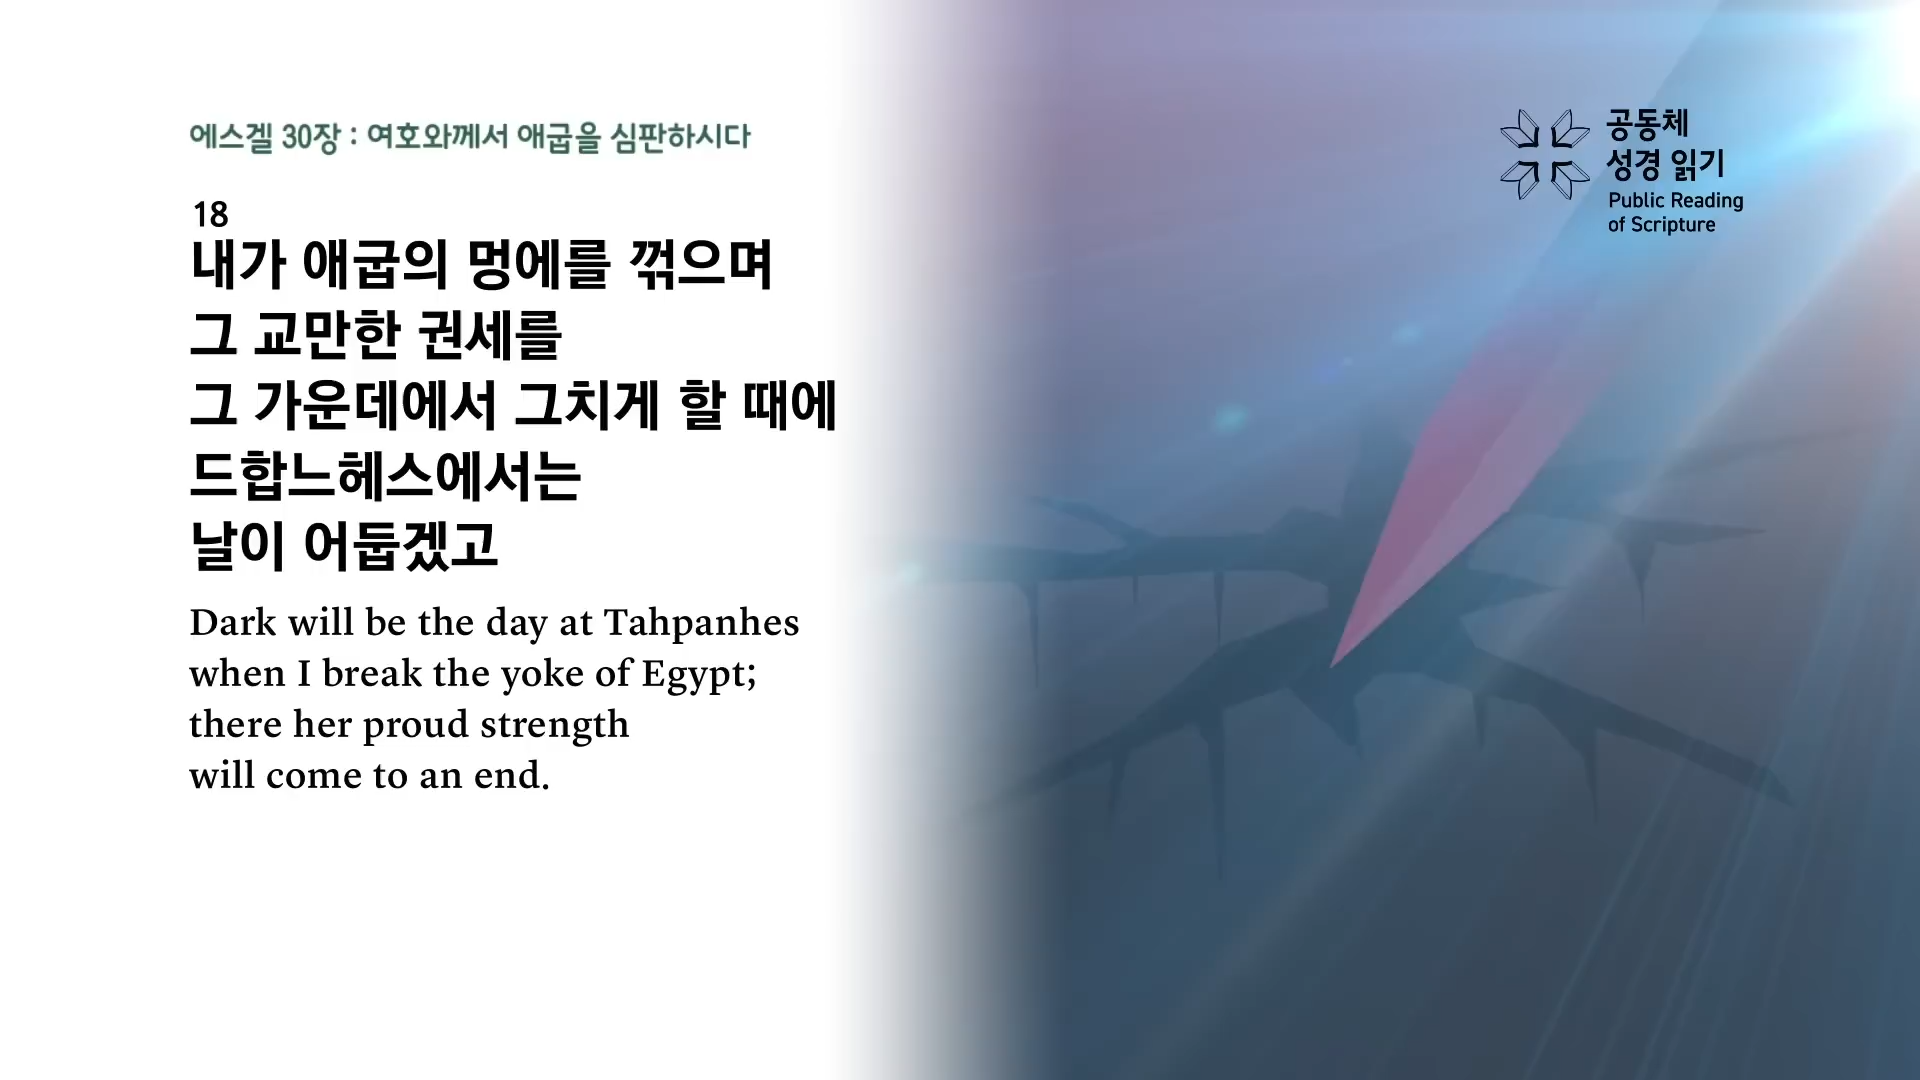 에스겔 30장 : 여호와께서 애굽을 심판하시다
18
내가 애굽의 멍에를 꺾으며
그 교만한 권세를
그 가운데에서 그치게 할 때에
드합느헤스에서는
날이 어둡겠고
Dark will be the day at Tahpanhes
when I break the yoke of Egypt;
there her proud strength
will come to an end.
공동체
성경 읽기
Public Reading
of Scripture